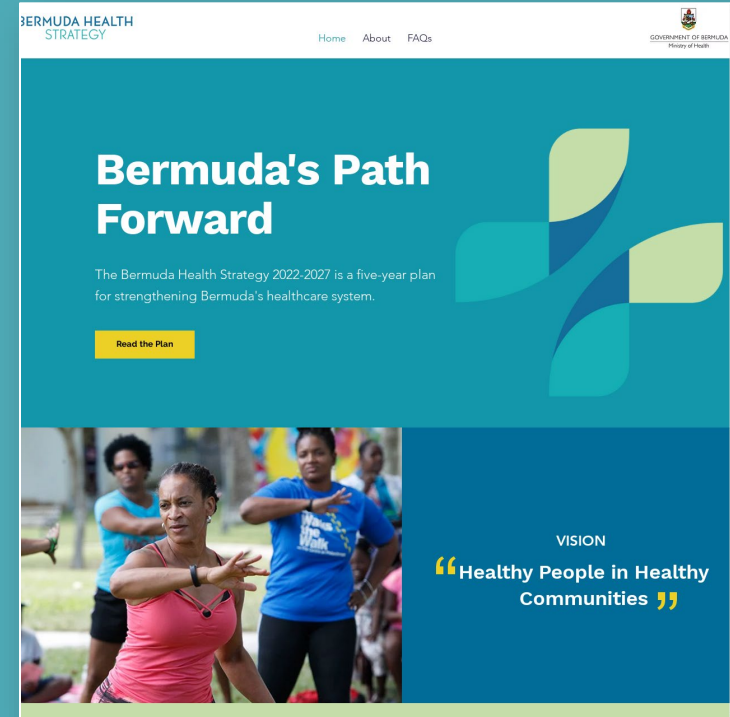 BERMUDA HEALTH
STRATEGY
Home About FAQs
GOVERNMENT OF BERMUDA
Ministry of Health
Bermuda's Path
Forward
The Bermuda Health Strategy 2022-2027 is a five-year plan
for strengthening Bermuda's healthcare system.
Read the Plan
Walks
the
Walk
VISION
“Healthy People in Healthy
Communities ”